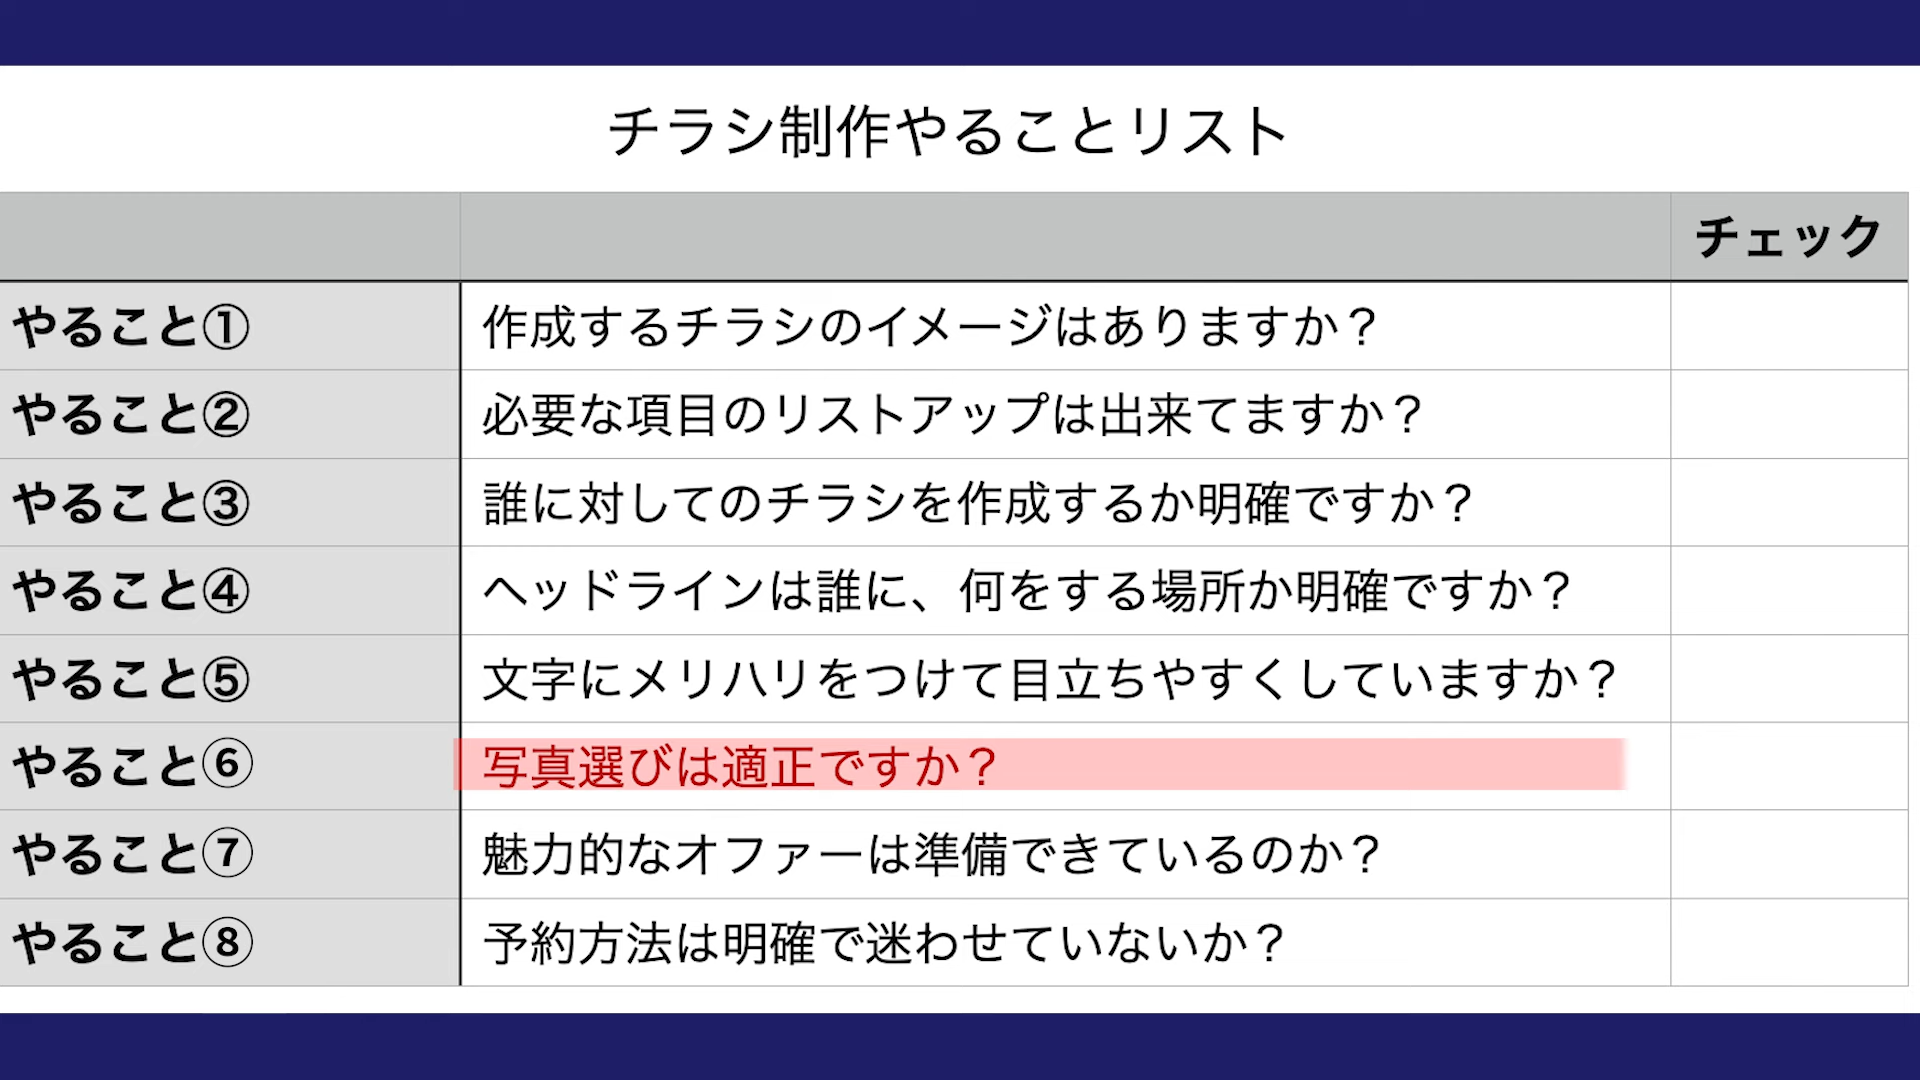 チラシ制作やることリスト
チェック
やること① 作成するチラシのイメージはありますか？
やること② 必要な項目のリストアップは出来てますか？
やること③ 誰に対してのチラシを作成するか明確ですか？
やること④ ヘッドラインは誰に、何をする場所か明確ですか？
やること⑤ 文字にメリハリをつけて目立ちやすくしていますか？
やること⑥ 写真選びは適正ですか？
やること⑦ 魅力的なオファーは準備できているのか？
やること⑧ 予約方法は明確で迷わせていないか？